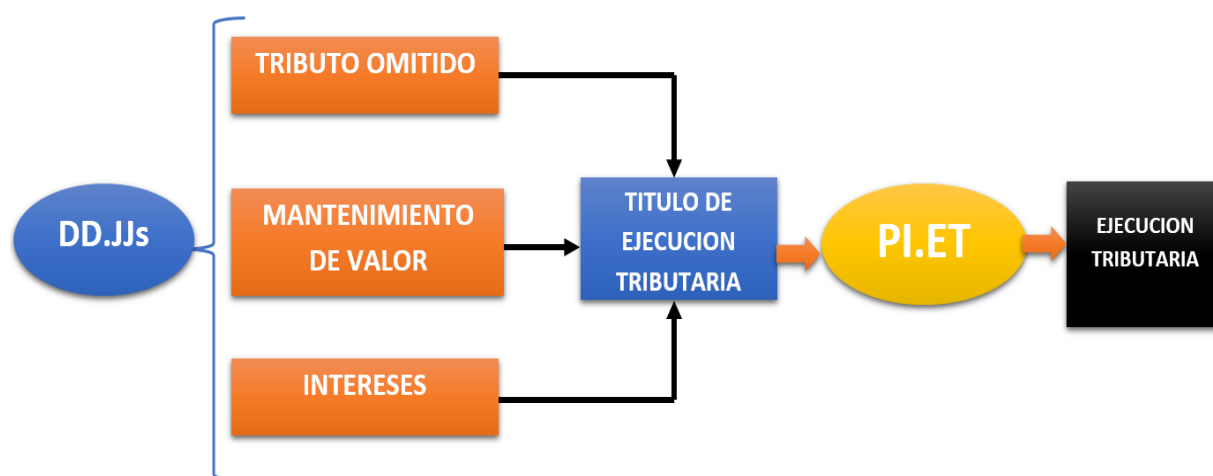 DD.JJs
TRIBUTO OMITIDO
MANTENIMIENTO
DE VALOR
INTERESES
TITULO DE
EJECUCION
TRIBUTARIA
PI.ET
EJECUCION
TRIBUTARIA